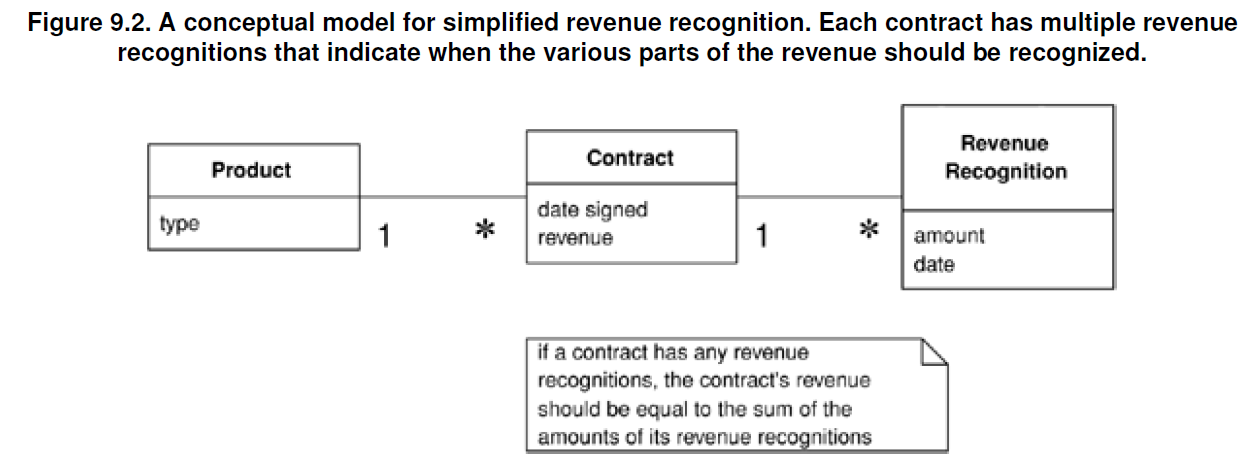 Figure 9.2. A conceptual model for simplified revenue recognition. Each contract has multiple revenue
recognitions that indicate when the various parts of the revenue should be recognized.
Product
type
1
*
Contract
date signed
revenue
1
*
Revenue
Recognition
amount
date
if a contract has any revenue
recognitions, the contract's revenue
should be equal to the sum of the
amounts of its revenue recognitions